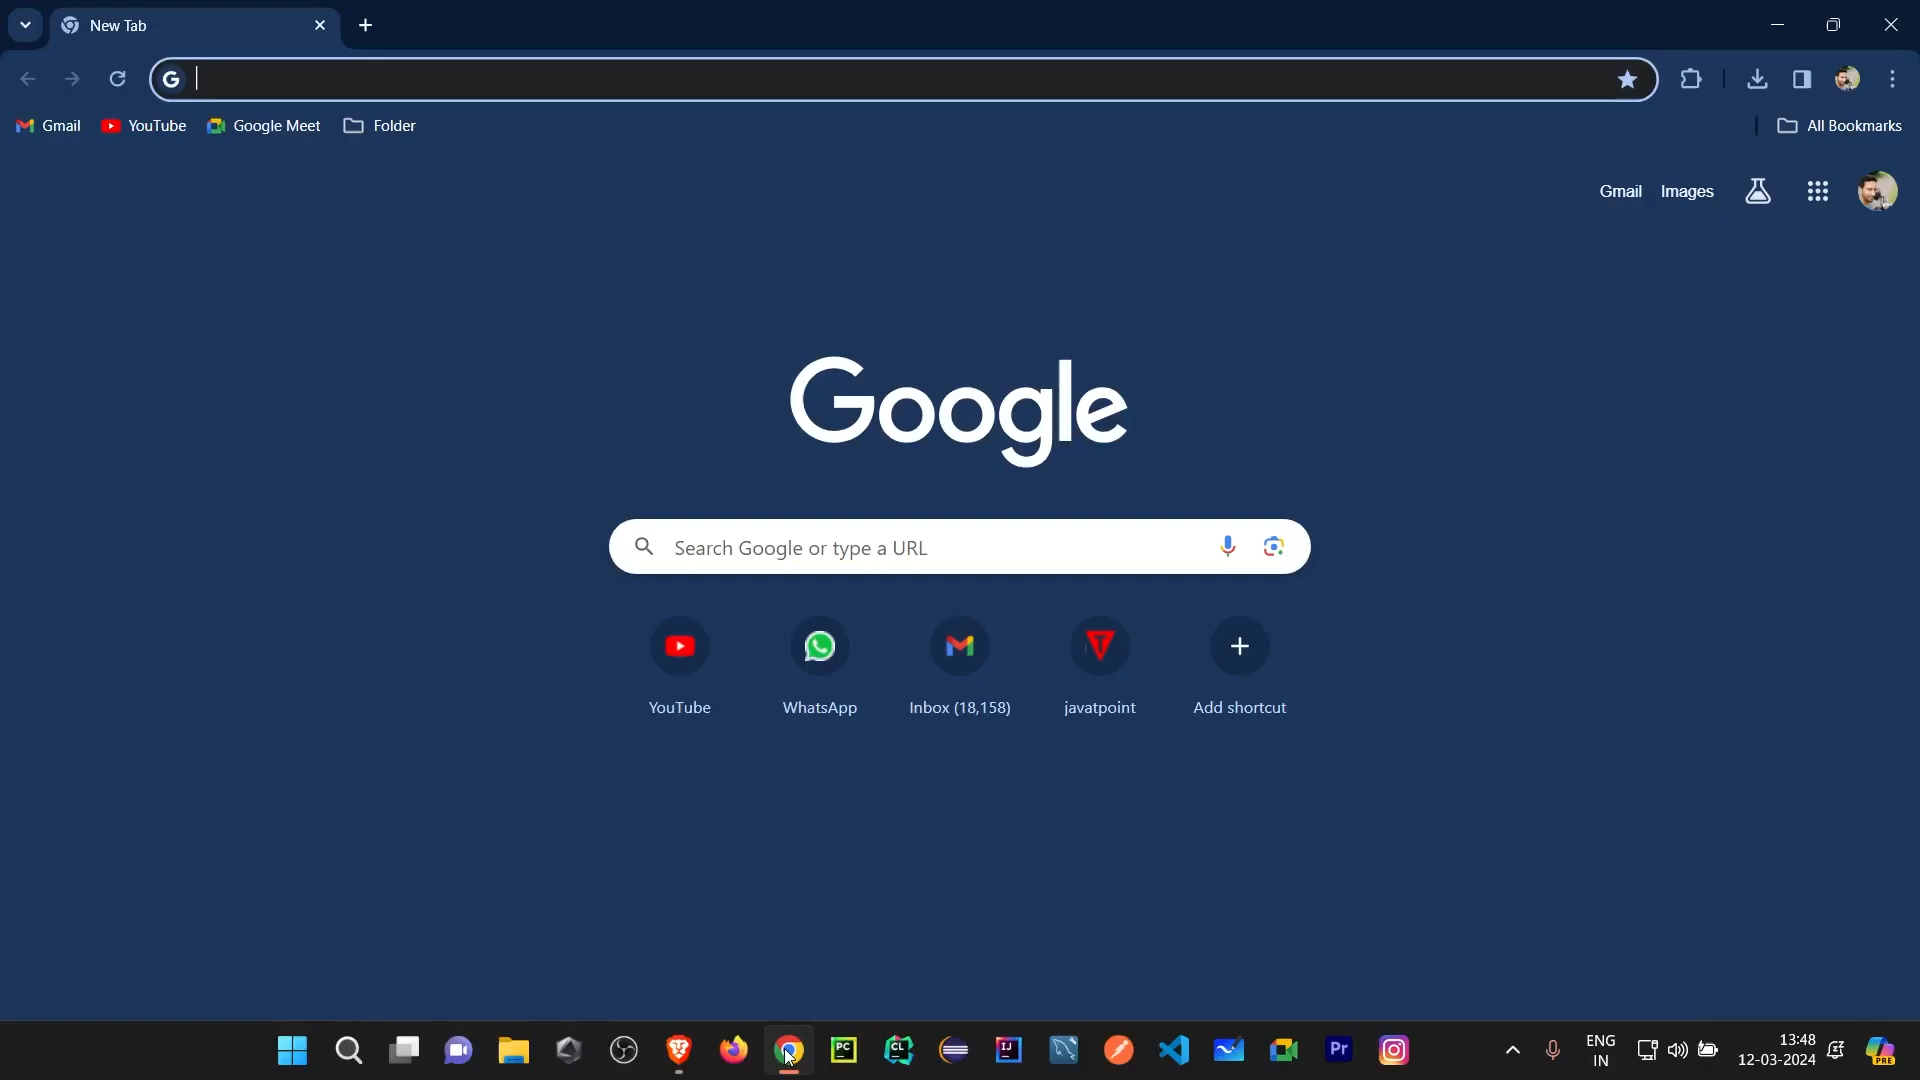 New Tab
Gmail YouTube Google Meet Folder All Bookmarks
Gmail Images
Google
Search Google or type a URL
YouTube WhatsApp Inbox (18,158) javatpoint Add shortcut
ENG 13:48
IN 12-03-2024